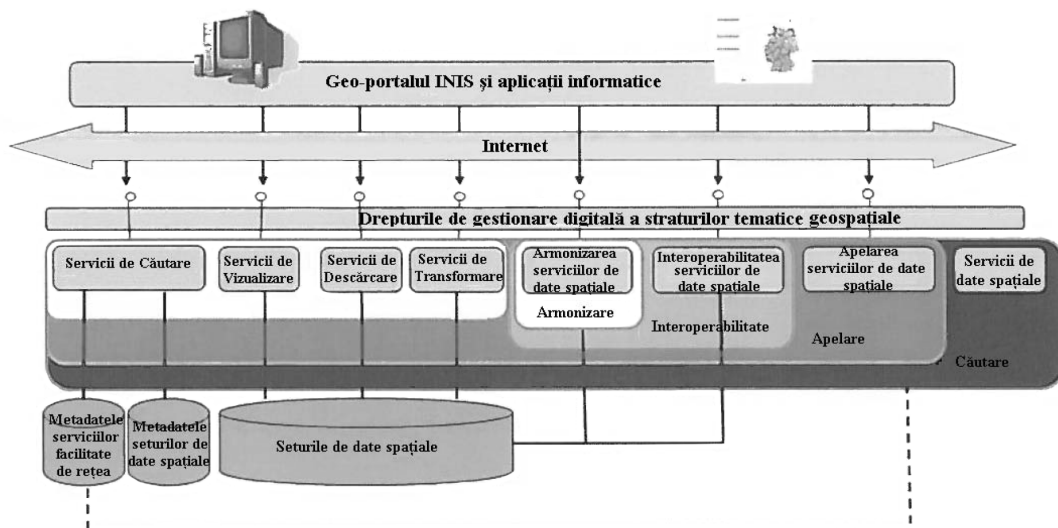 Geo-portalul INIS și aplicații informatice
Internet
Drepturile de gestionare digitală a straturilor tematice geospațiale
Servicii de Căutare
Servicii de
Vizualizare
Servicii de
Descărcare
Servicii de
Transformare
Armonizarea
serviciilor de
date spațiale
Interoperabilitatea
serviciilor de
date spațiale
Apelarea
serviciilor de date
spațiale
Servicii de
date spațiale
Armonizare
Interoperabilitate
Apelare
Căutare
Metadatele
serviciilor
facilitate
de rețea
Metadatele
seturilor de
date spațiale
Seturile de date spațiale